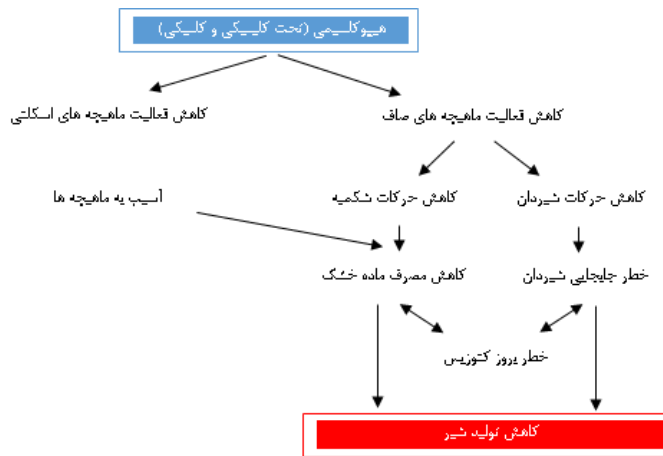 هیپوکلسیمی (تحت کلینیکی و کلنیکی)
کاهش فعالیت ماهیچه های صاف
کاهش فعالیت ماهیچه های اسکلتی
کاهش حرکات شیردان
کاهش حرکات شکمبه
آسیب به ماهیچه ها
خطر جابجایی شیردان
کاهش مصرف ماده خشک
خطر بروز کتوزیس
کاهش تولید شیر